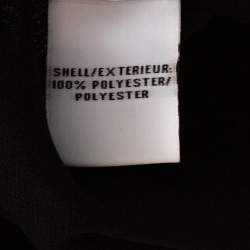 SHELL/EXTERIEUR:
100% POLYESTER/
POLYESTER